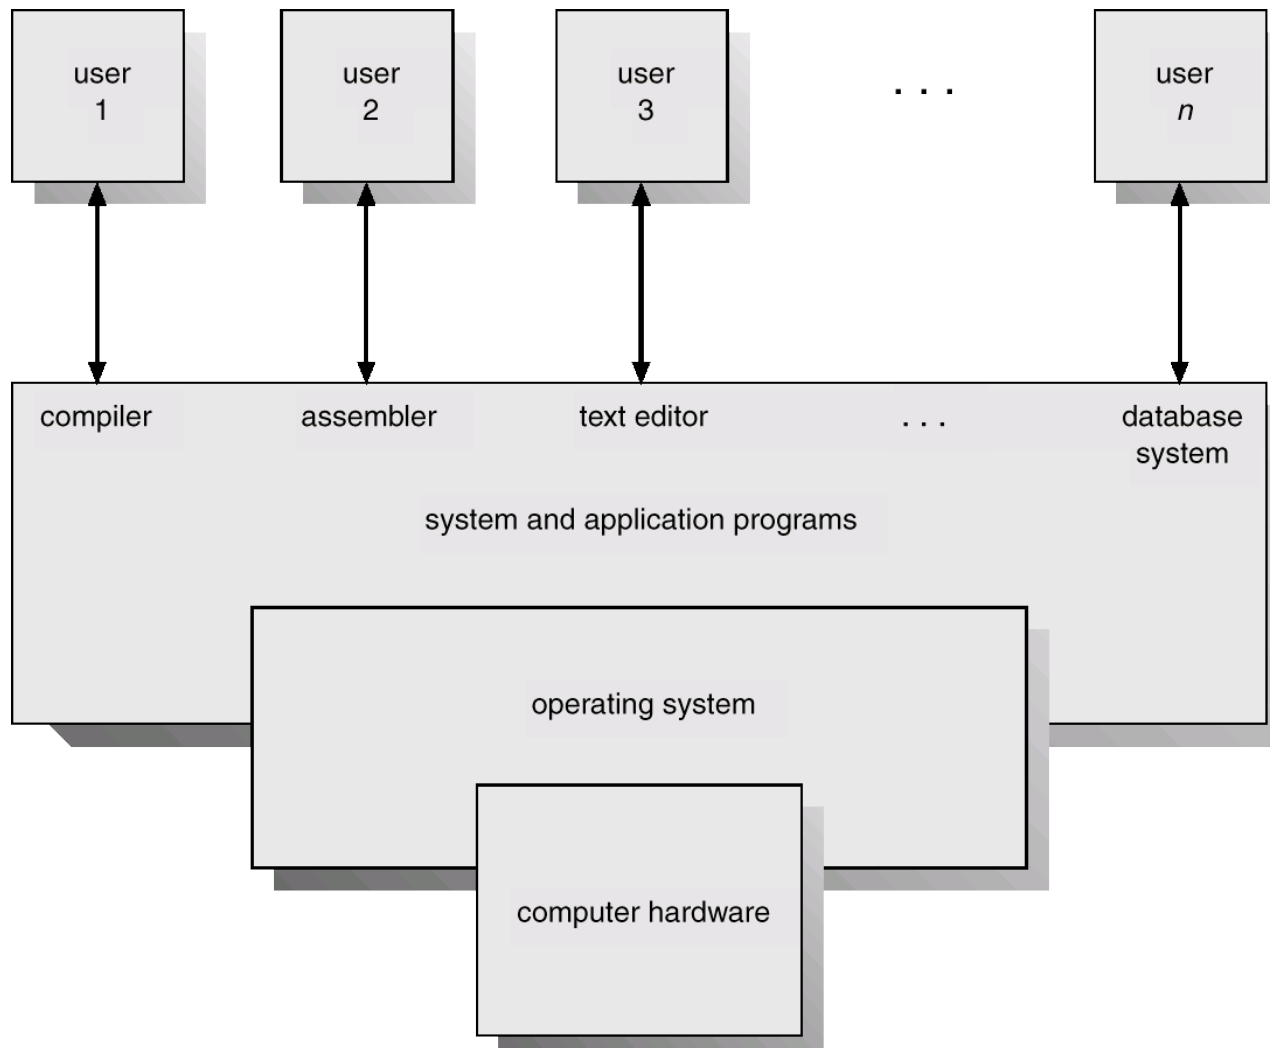 user
1
user
2
user
3
. . .
user
n
compiler
assembler
text editor
. . .
database
system
system and application programs
operating system
computer hardware